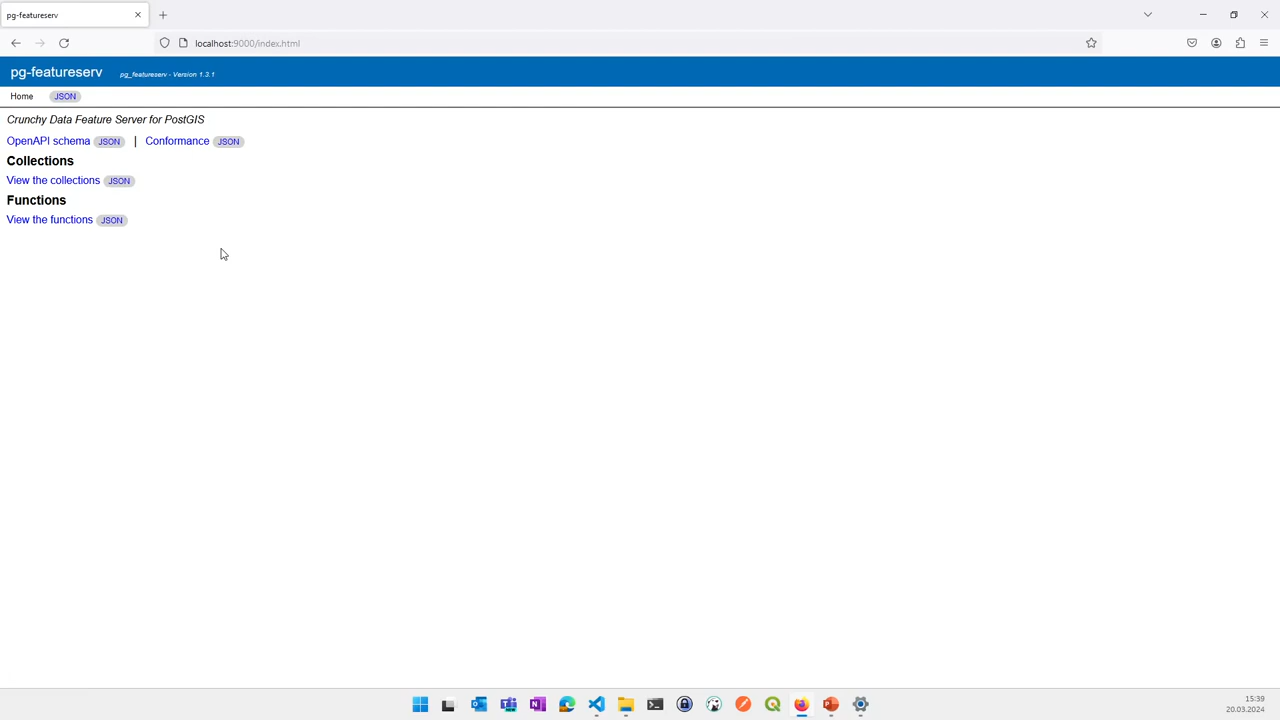 pg-featureserv
localhost:9000/index.html
pg-featureserv pg_featureserv - Version 1.3.1
Home JSON
Crunchy Data Feature Server for PostGIS
OpenAPI schema JSON | Conformance JSON
Collections
View the collections JSON
Functions
View the functions JSON
15:39
20.03.2024